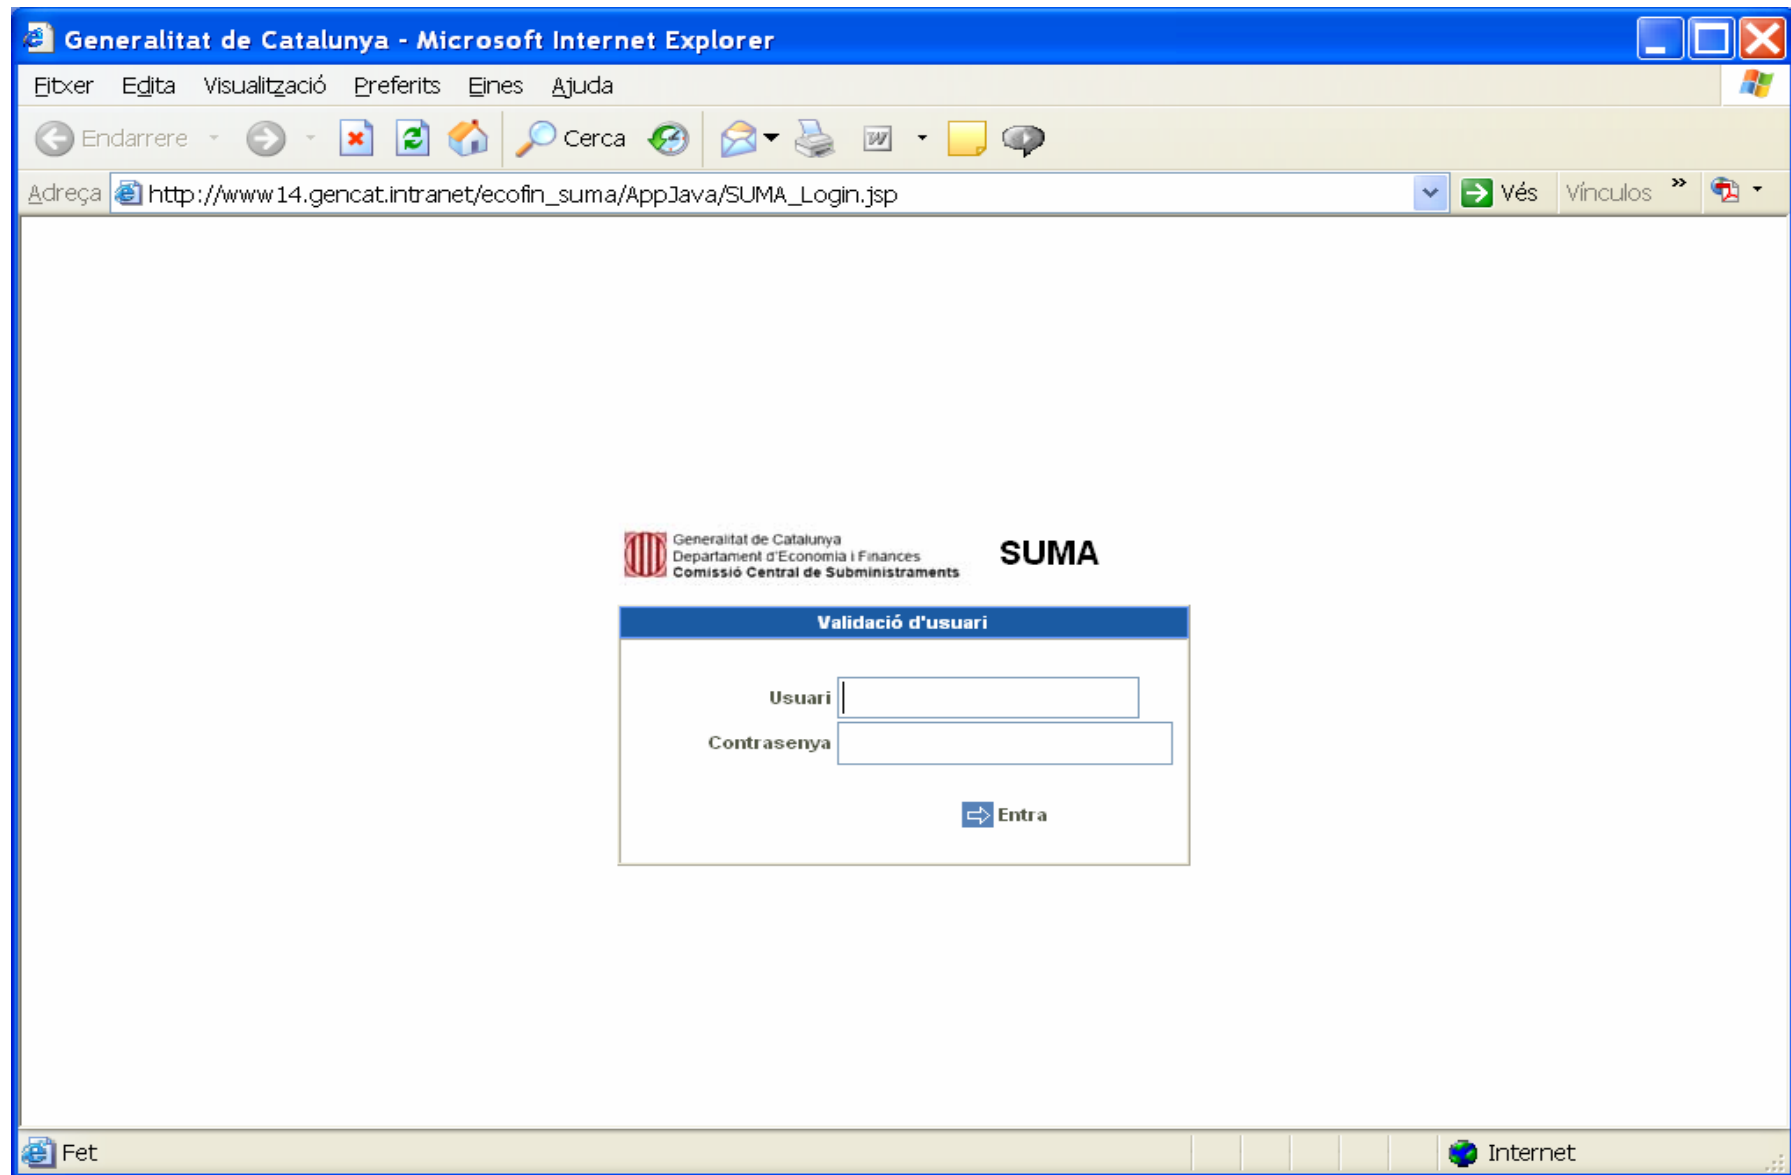 Generalitat de Catalunya - Microsoft Internet Explorer
Fitxer Edita Visualització Preferits Eines Ajuda
Endarrere Cerca
Adreça http://www14.gencat.intranet/ecofin_suma/AppJava/SUMA_Login.jsp Vés Vínculos »
Generalitat de Catalunya
Departament d'Economia i Finances
Comissió Central de Subministraments
SUMA
Validació d'usuari
Usuari
Contrasenya
Entra
Fet Internet